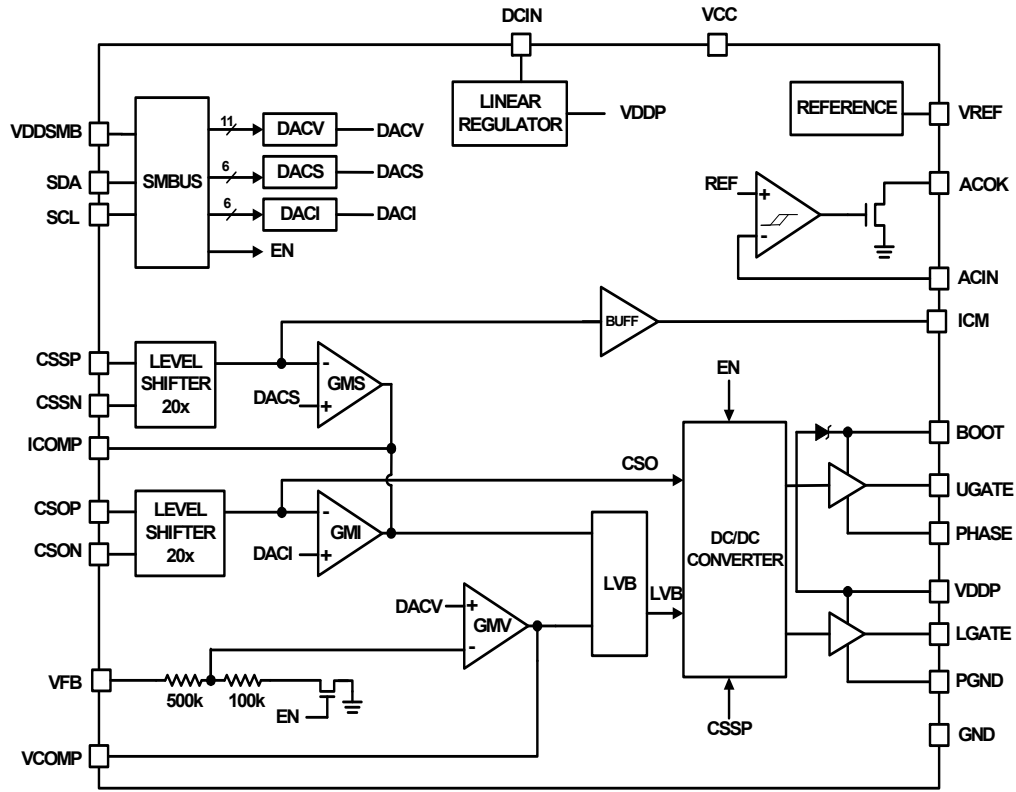 DCIN
VCC
VDDSMB
SDA
SCL
SMBUS
11
DACV
DACV
6
DACS
DACS
6
DACI
DACI
EN
LINEAR
REGULATOR
VDDP
REFERENCE
VREF
REF
+
-
ACOK
ACIN
BUFF
ICM
CSSP
CSSN
LEVEL
SHIFTER
20x
-
GMS
DACS
+
ICOMP
CSOP
CSON
LEVEL
SHIFTER
20x
CSO
-
GMI
DACI
+
LVB
LVB
EN
DC/DC
CONVERTER
CSSP
BOOT
UGATE
PHASE
VDDP
LGATE
PGND
GND
DACV
+
GMV
-
VFB
500k
100k
EN
VCOMP